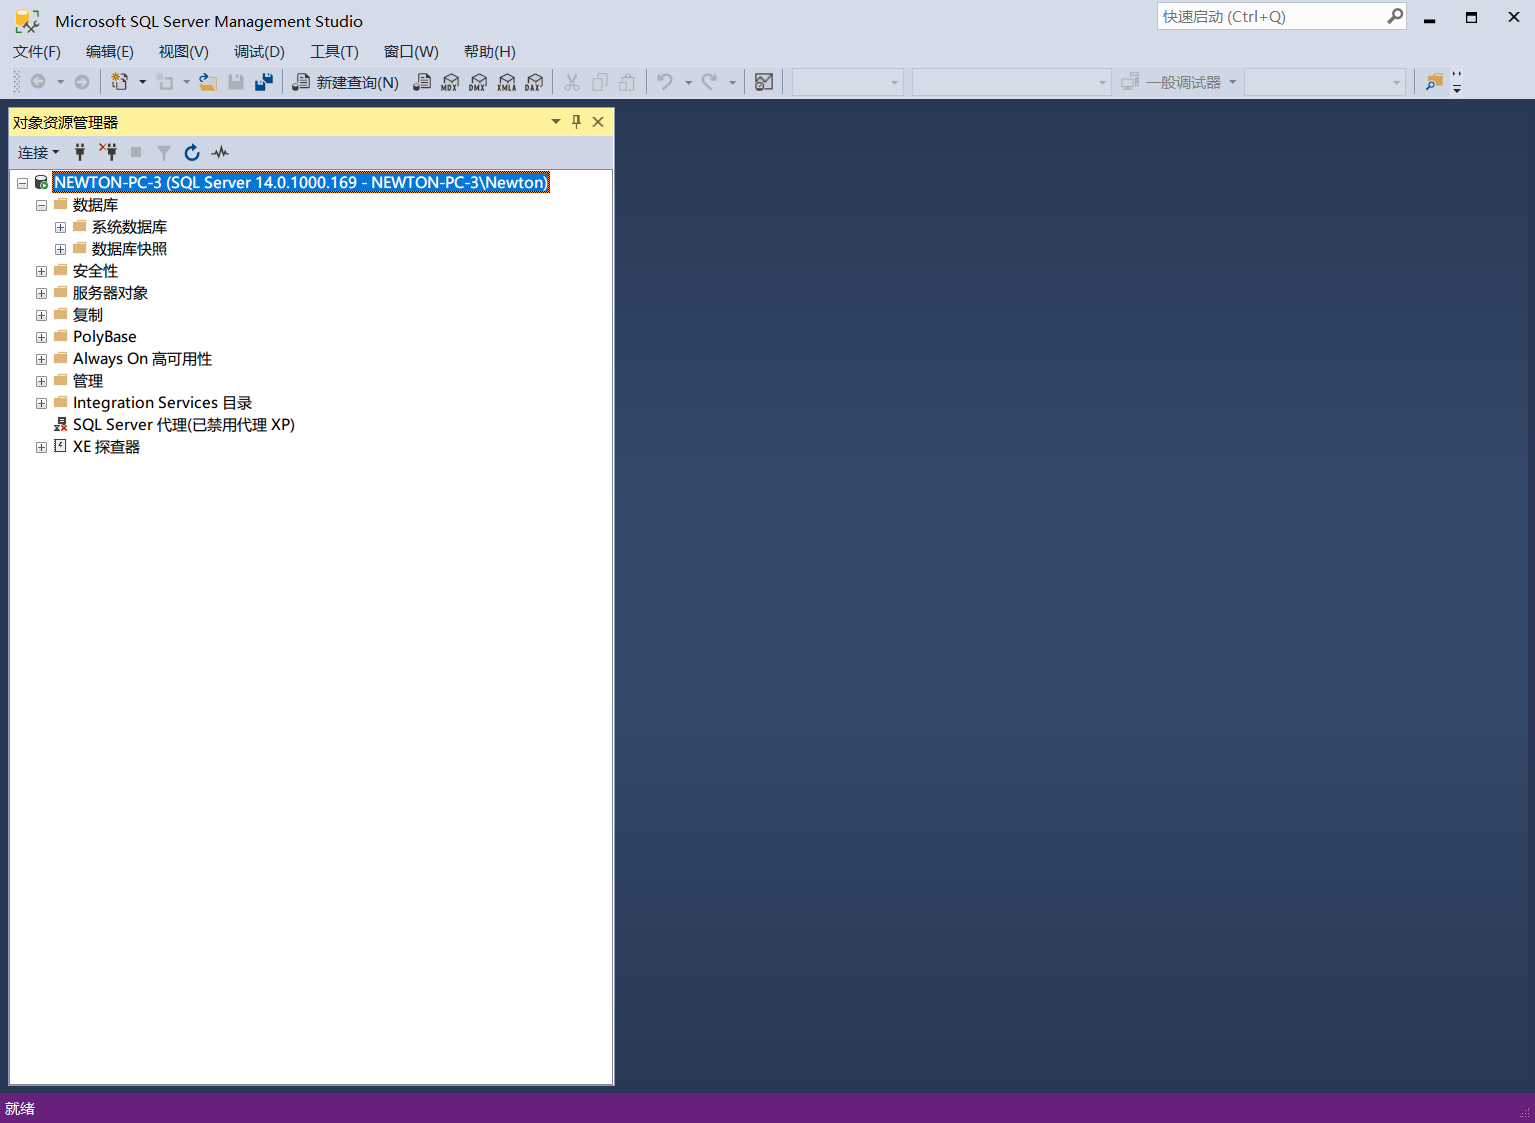 Microsoft SQL Server Management Studio
快速启动 (Ctrl+Q)
文件(F) 编辑(E) 视图(V) 调试(D) 工具(T) 窗口(W) 帮助(H)
新建查询(N) MDX DMX XMLA DAX 一般调试器
对象资源管理器
连接
NEWTON-PC-3 (SQL Server 14.0.1000.169 - NEWTON-PC-3\Newton)
数据库
系统数据库
数据库快照
安全性
服务器对象
复制
PolyBase
Always On 高可用性
管理
Integration Services 目录
SQL Server 代理(已禁用代理 XP)
XE 探查器
就绪